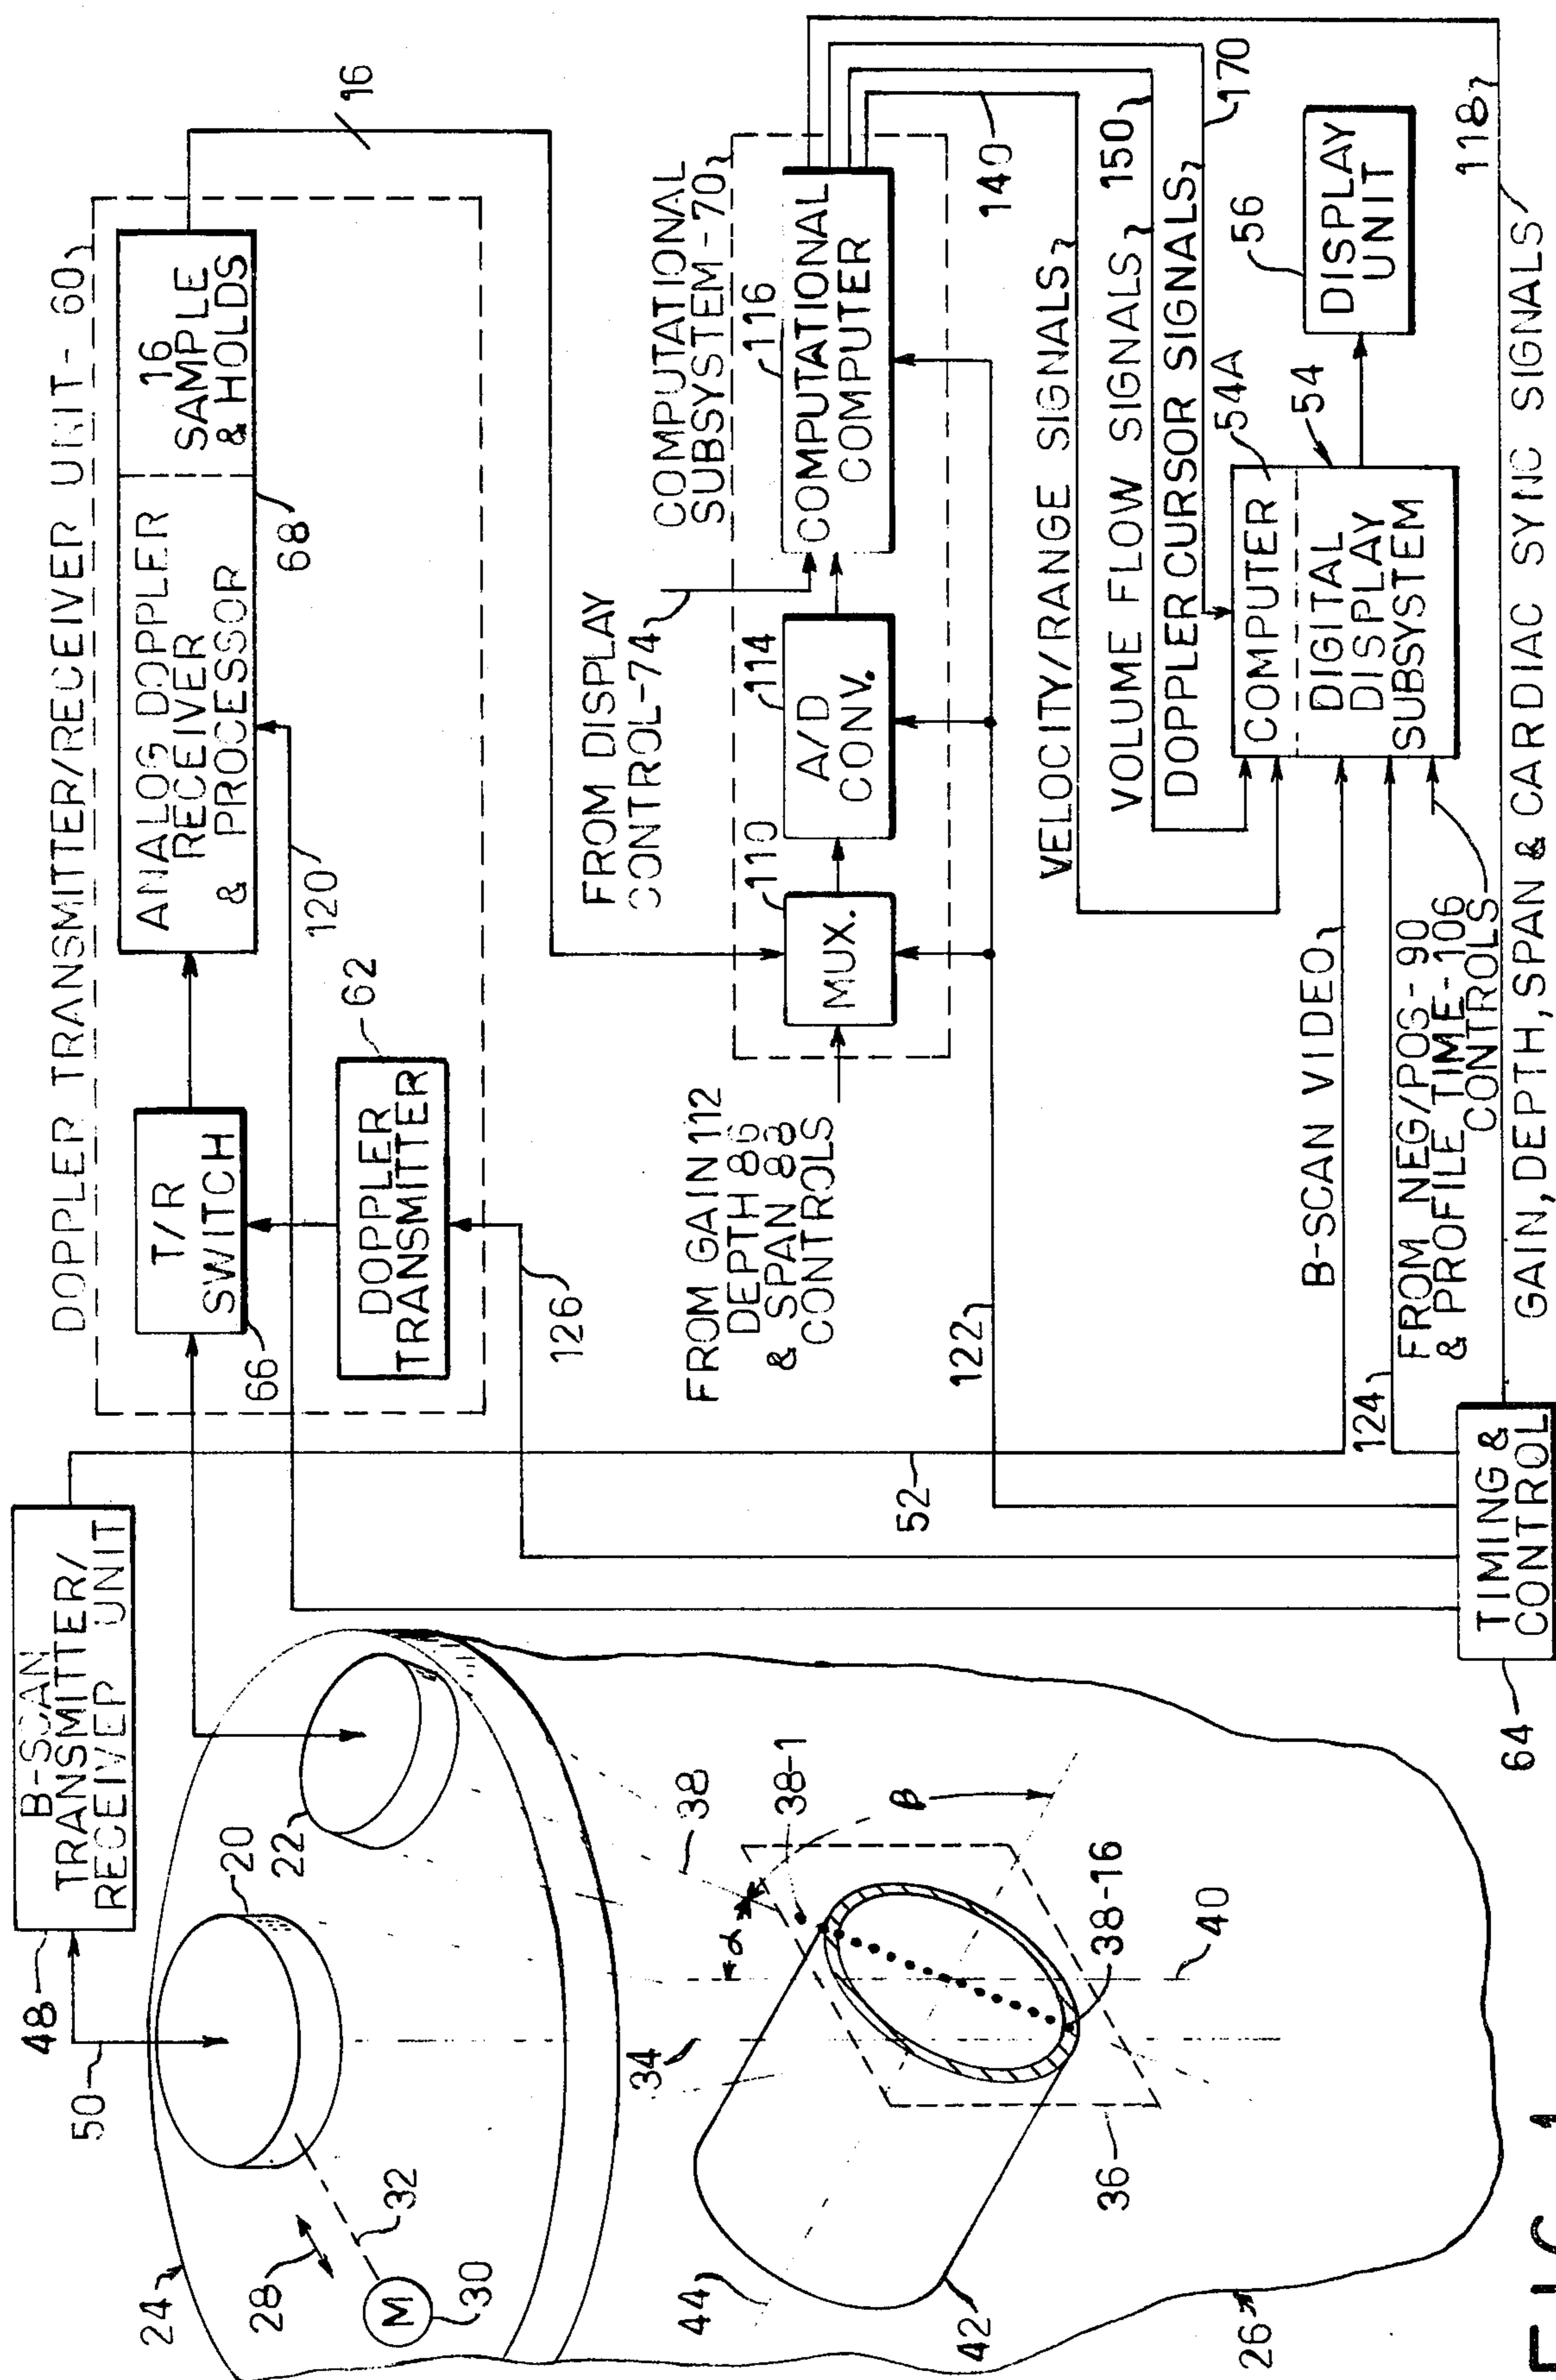 B-SCAN
TRANSMITTER/
RECEIVER UNIT
48
50
20
22
24
28
M
30
32
34
44
42
26
36
38
38-1
38-16
40
α
β
DOPPLER TRANSMITTER/RECEIVER UNIT-60
T/R
SWITCH
66
ANALOG DOPPLER
RECEIVER
& PROCESSOR
16
SAMPLE
& HOLDS
68
16
120
DOPPLER
TRANSMITTER
62
126
FROM DISPLAY
CONTROL-74
COMPUTATIONAL
SUBSYSTEM-70
FROM GAIN 112
DEPTH 86
& SPAN 88
CONTROLS
MUX.
110
A/D
CONV.
114
COMPUTATIONAL
COMPUTER
116
122
52
140
VELOCITY/RANGE SIGNALS
VOLUME FLOW SIGNALS
150
DOPPLER CURSOR SIGNALS
170
B-SCAN VIDEO
COMPUTER
54A
DIGITAL
DISPLAY
SUBSYSTEM
54
DISPLAY
UNIT
56
124
FROM NEG/POS-90
& PROFILE TIME-106
CONTROLS
118
TIMING &
CONTROL
64
GAIN, DEPTH, SPAN & CARDIAC SYNC SIGNALS
FIG. 1